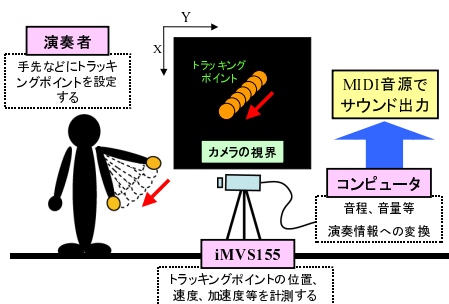 演奏者
手先などにトラッキ
ングポイントを設定
する
Y
X
トラッキング
ポイント
カメラの視界
MIDI音源で
サウンド出力
コンピュータ
音程、音量等
演奏情報への変換
iMVS155
トラッキングポイントの位置、
速度、加速度等を計測する